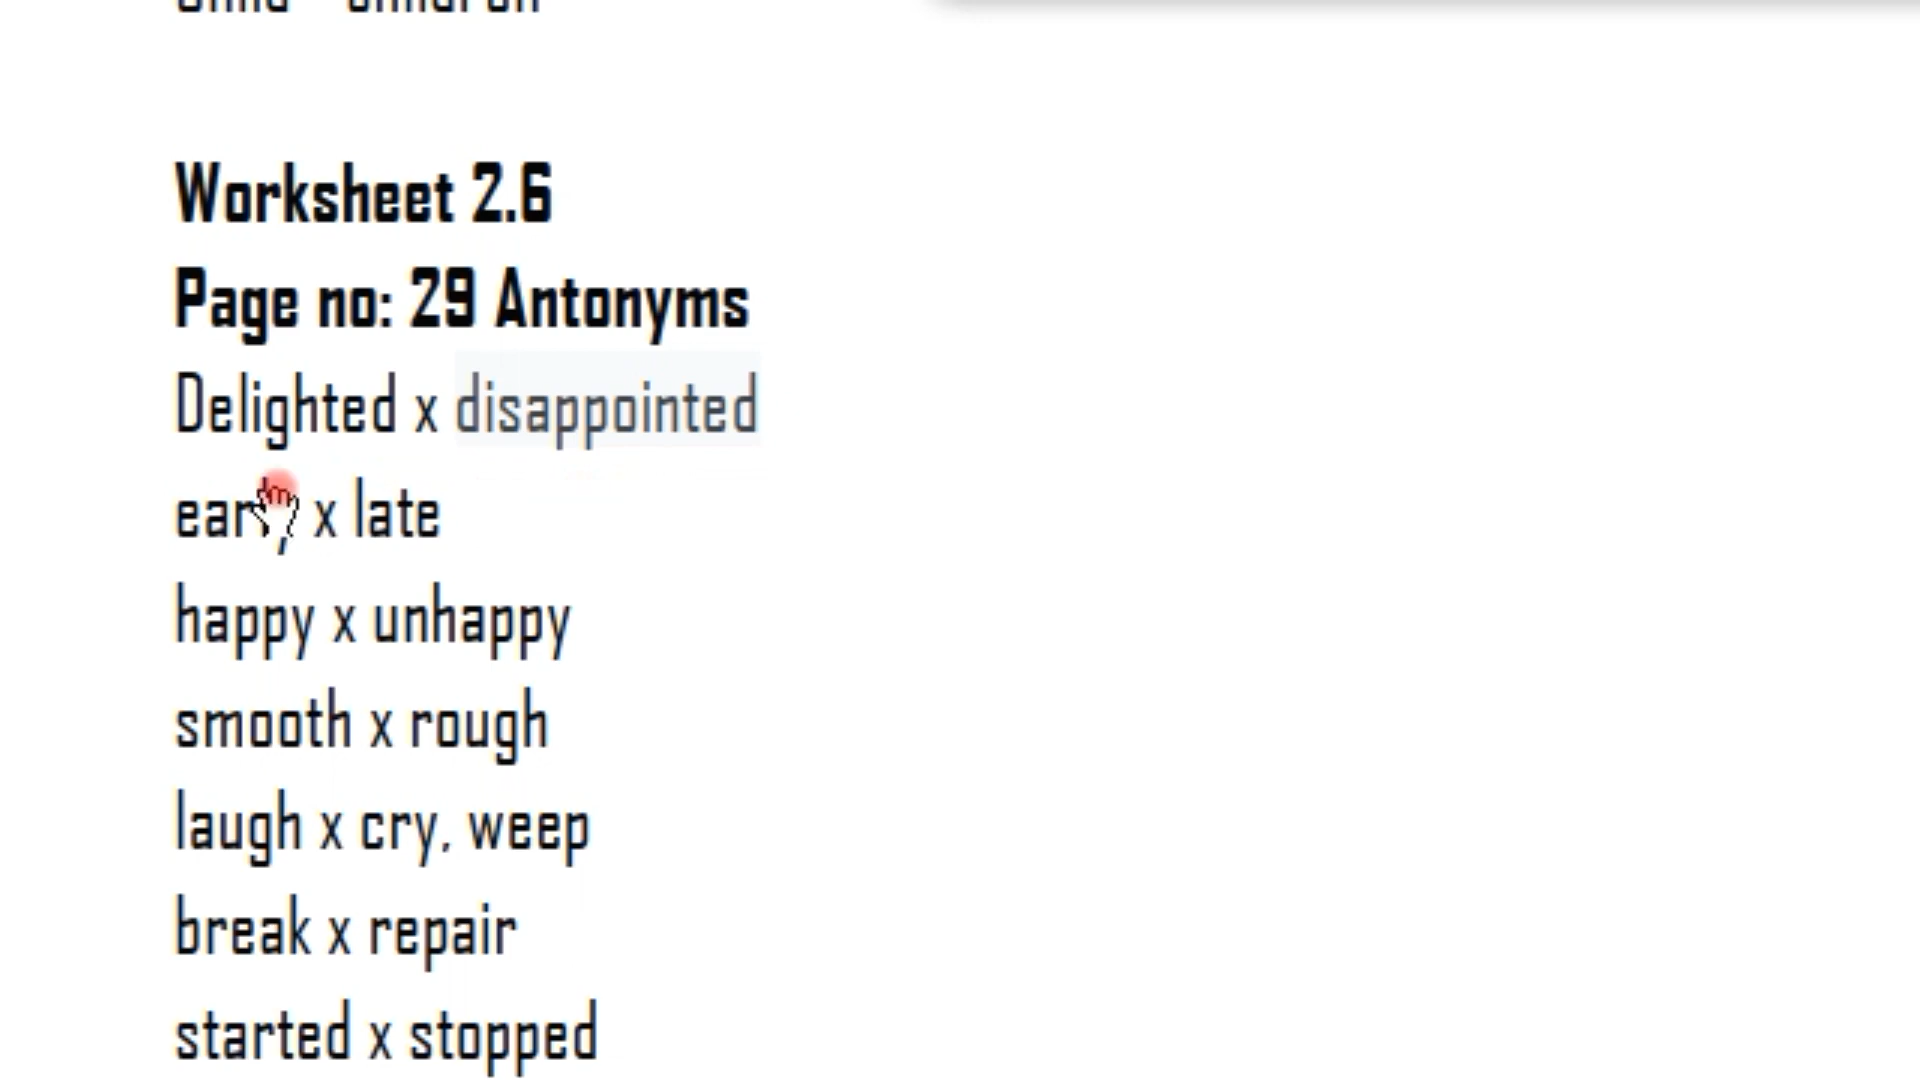 Worksheet 2.6
Page no: 29 Antonyms
Delighted x disappointed
x late
happy x unhappy
smooth x rough
laugh x cry, weep
break x repair
started x stopped